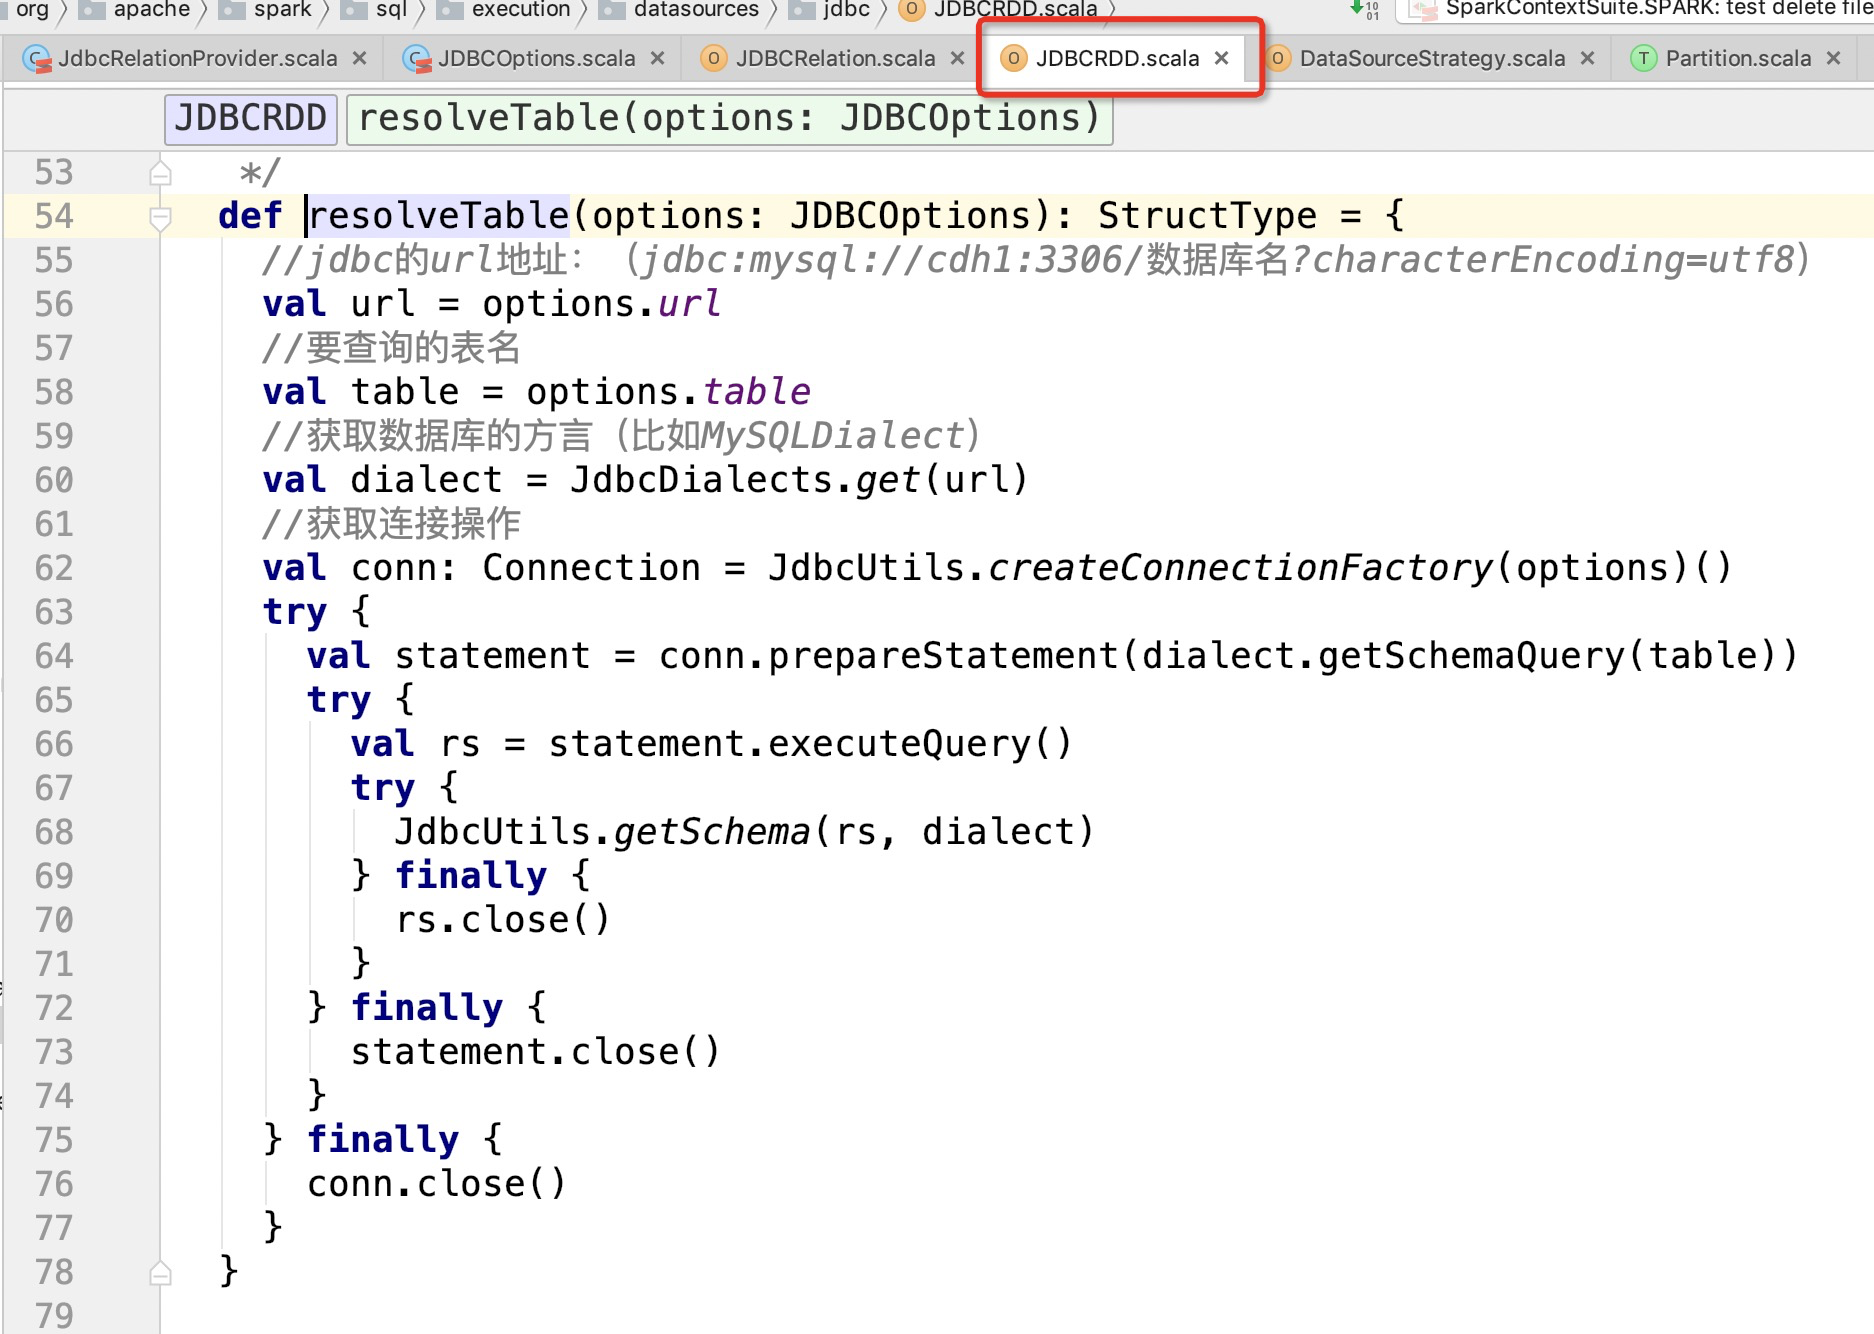 org apache spark sql execution datasources jdbc JDBCRDD.scala SparkContextSuite.SPARK: test delete file
JdbcRelationProvider.scala JDBCOptions.scala JDBCRelation.scala JDBCRDD.scala DataSourceStrategy.scala Partition.scala
JDBCRDD resolveTable(options: JDBCOptions)
53 */
54 def resolveTable(options: JDBCOptions): StructType = {
55 //jdbc的url地址：（jdbc:mysql://cdh1:3306/数据库名?characterEncoding=utf8）
56 val url = options.url
57 //要查询的表名
58 val table = options.table
59 //获取数据库的方言（比如MySQLDialect）
60 val dialect = JdbcDialects.get(url)
61 //获取连接操作
62 val conn: Connection = JdbcUtils.createConnectionFactory(options)()
63 try {
64 val statement = conn.prepareStatement(dialect.getSchemaQuery(table))
65 try {
66 val rs = statement.executeQuery()
67 try {
68 JdbcUtils.getSchema(rs, dialect)
69 } finally {
70 rs.close()
71 }
72 } finally {
73 statement.close()
74 }
75 } finally {
76 conn.close()
77 }
78 }
79